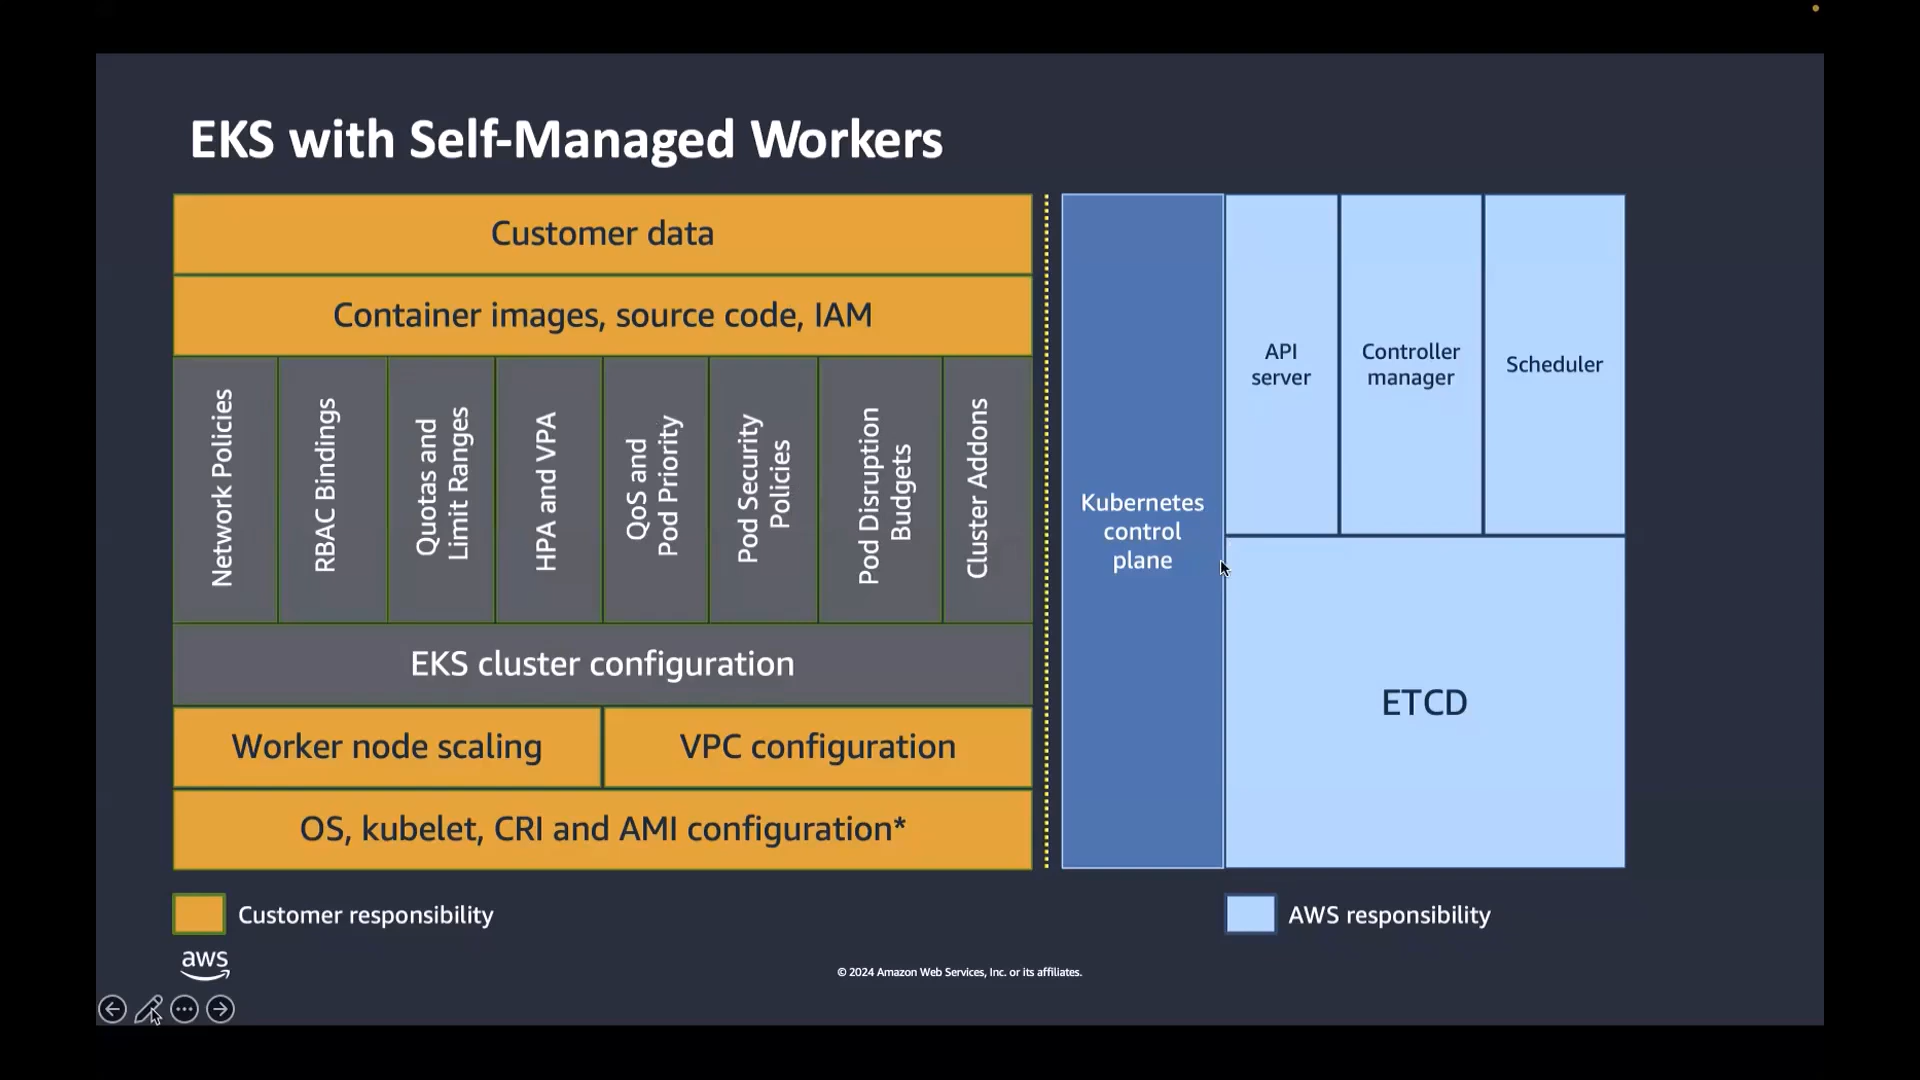 EKS with Self-Managed Workers
Customer data
Container images, source code, IAM
Network Policies
RBAC Bindings
Quotas and
Limit Ranges
HPA and VPA
QoS and
Pod Priority
Pod Security
Policies
Pod Disruption
Budgets
Cluster Addons
EKS cluster configuration
Worker node scaling
VPC configuration
OS, kubelet, CRI and AMI configuration*
Kubernetes
control
plane
API
server
Controller
manager
Scheduler
ETCD
Customer responsibility
AWS responsibility
aws
© 2024 Amazon Web Services, Inc. or its affiliates.